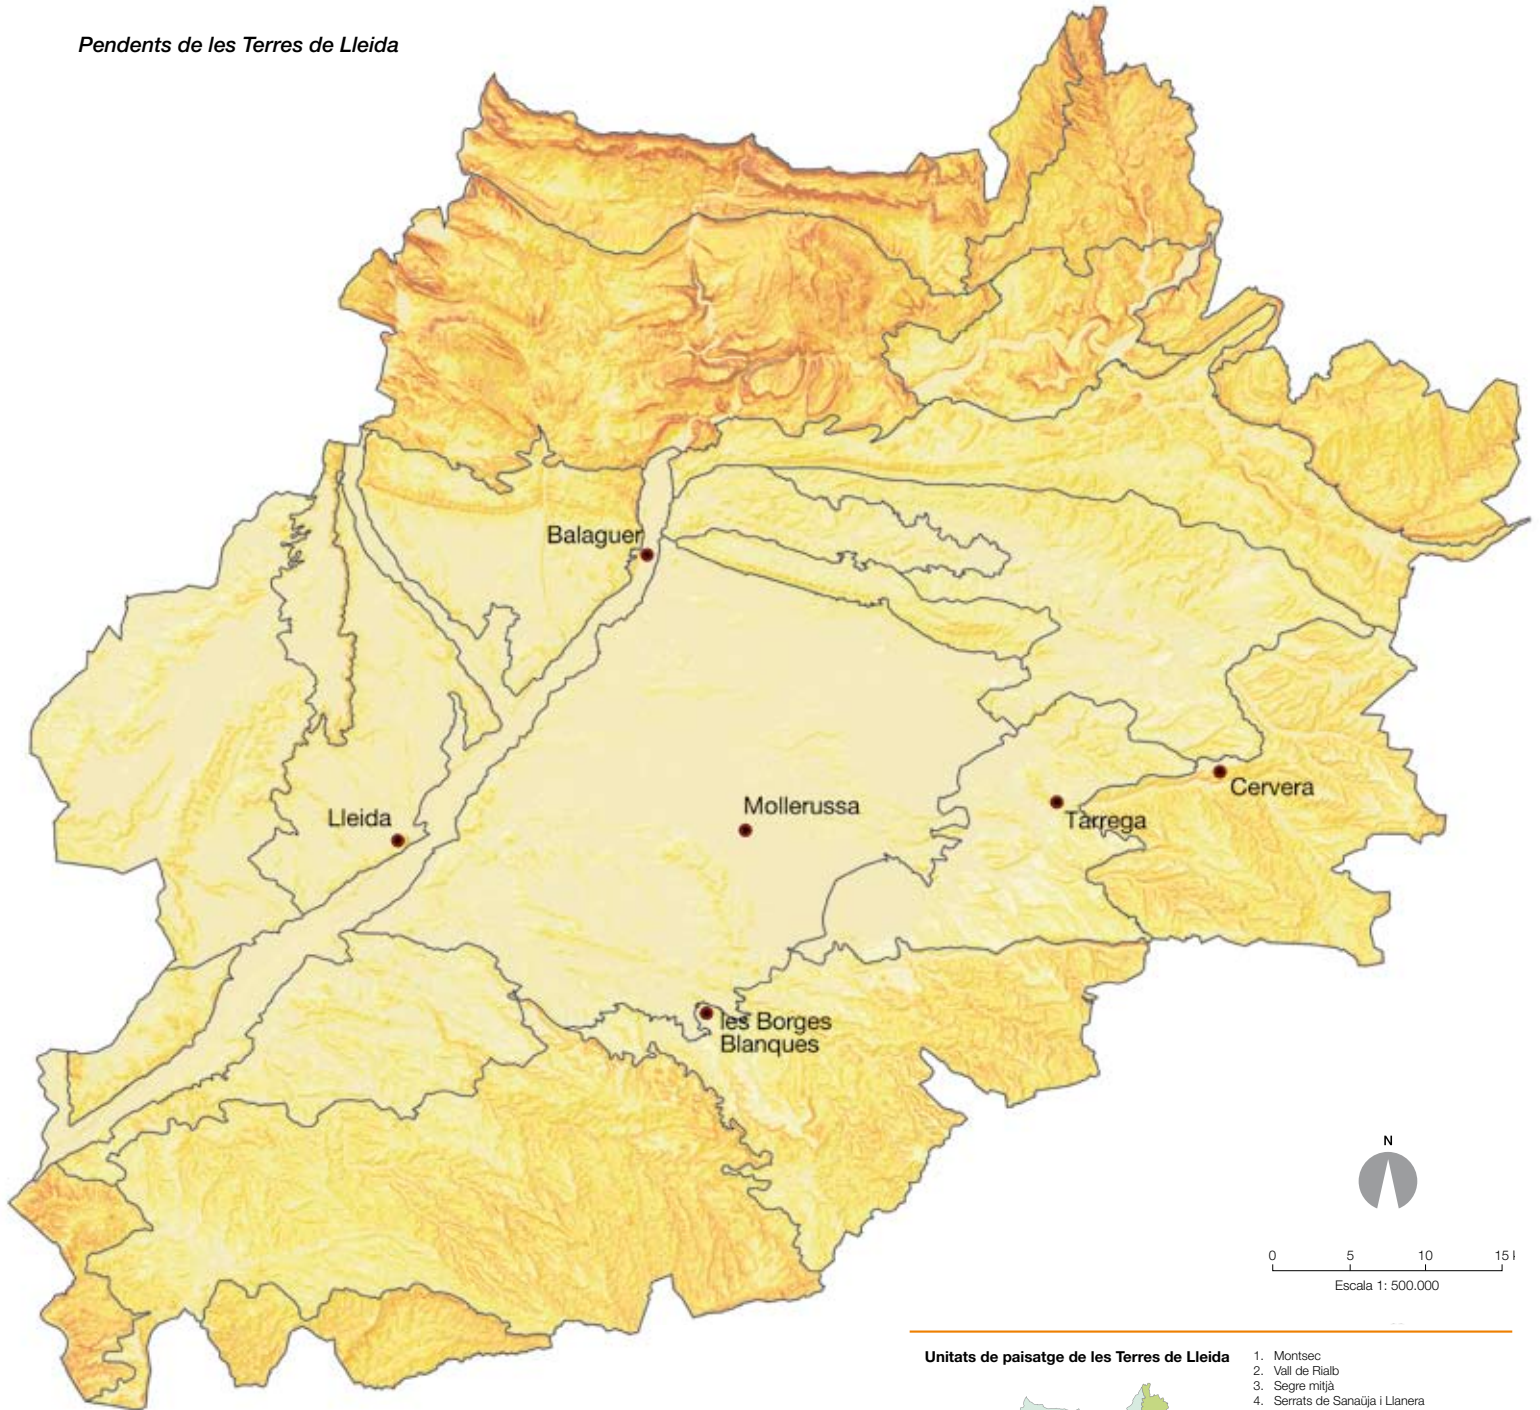 Pendents de les Terres de Lleida
Balaguer
Mollerussa
Cervera
Lleida
Tàrrega
les Borges
Blanques
N
0 5 10 15
Escala 1: 500.000
Unitats de paisatge de les Terres de Lleida
1. Montsec
2. Vall de Rialb
3. Segre mitjà
4. Serrats de Sanaüja i Llanera